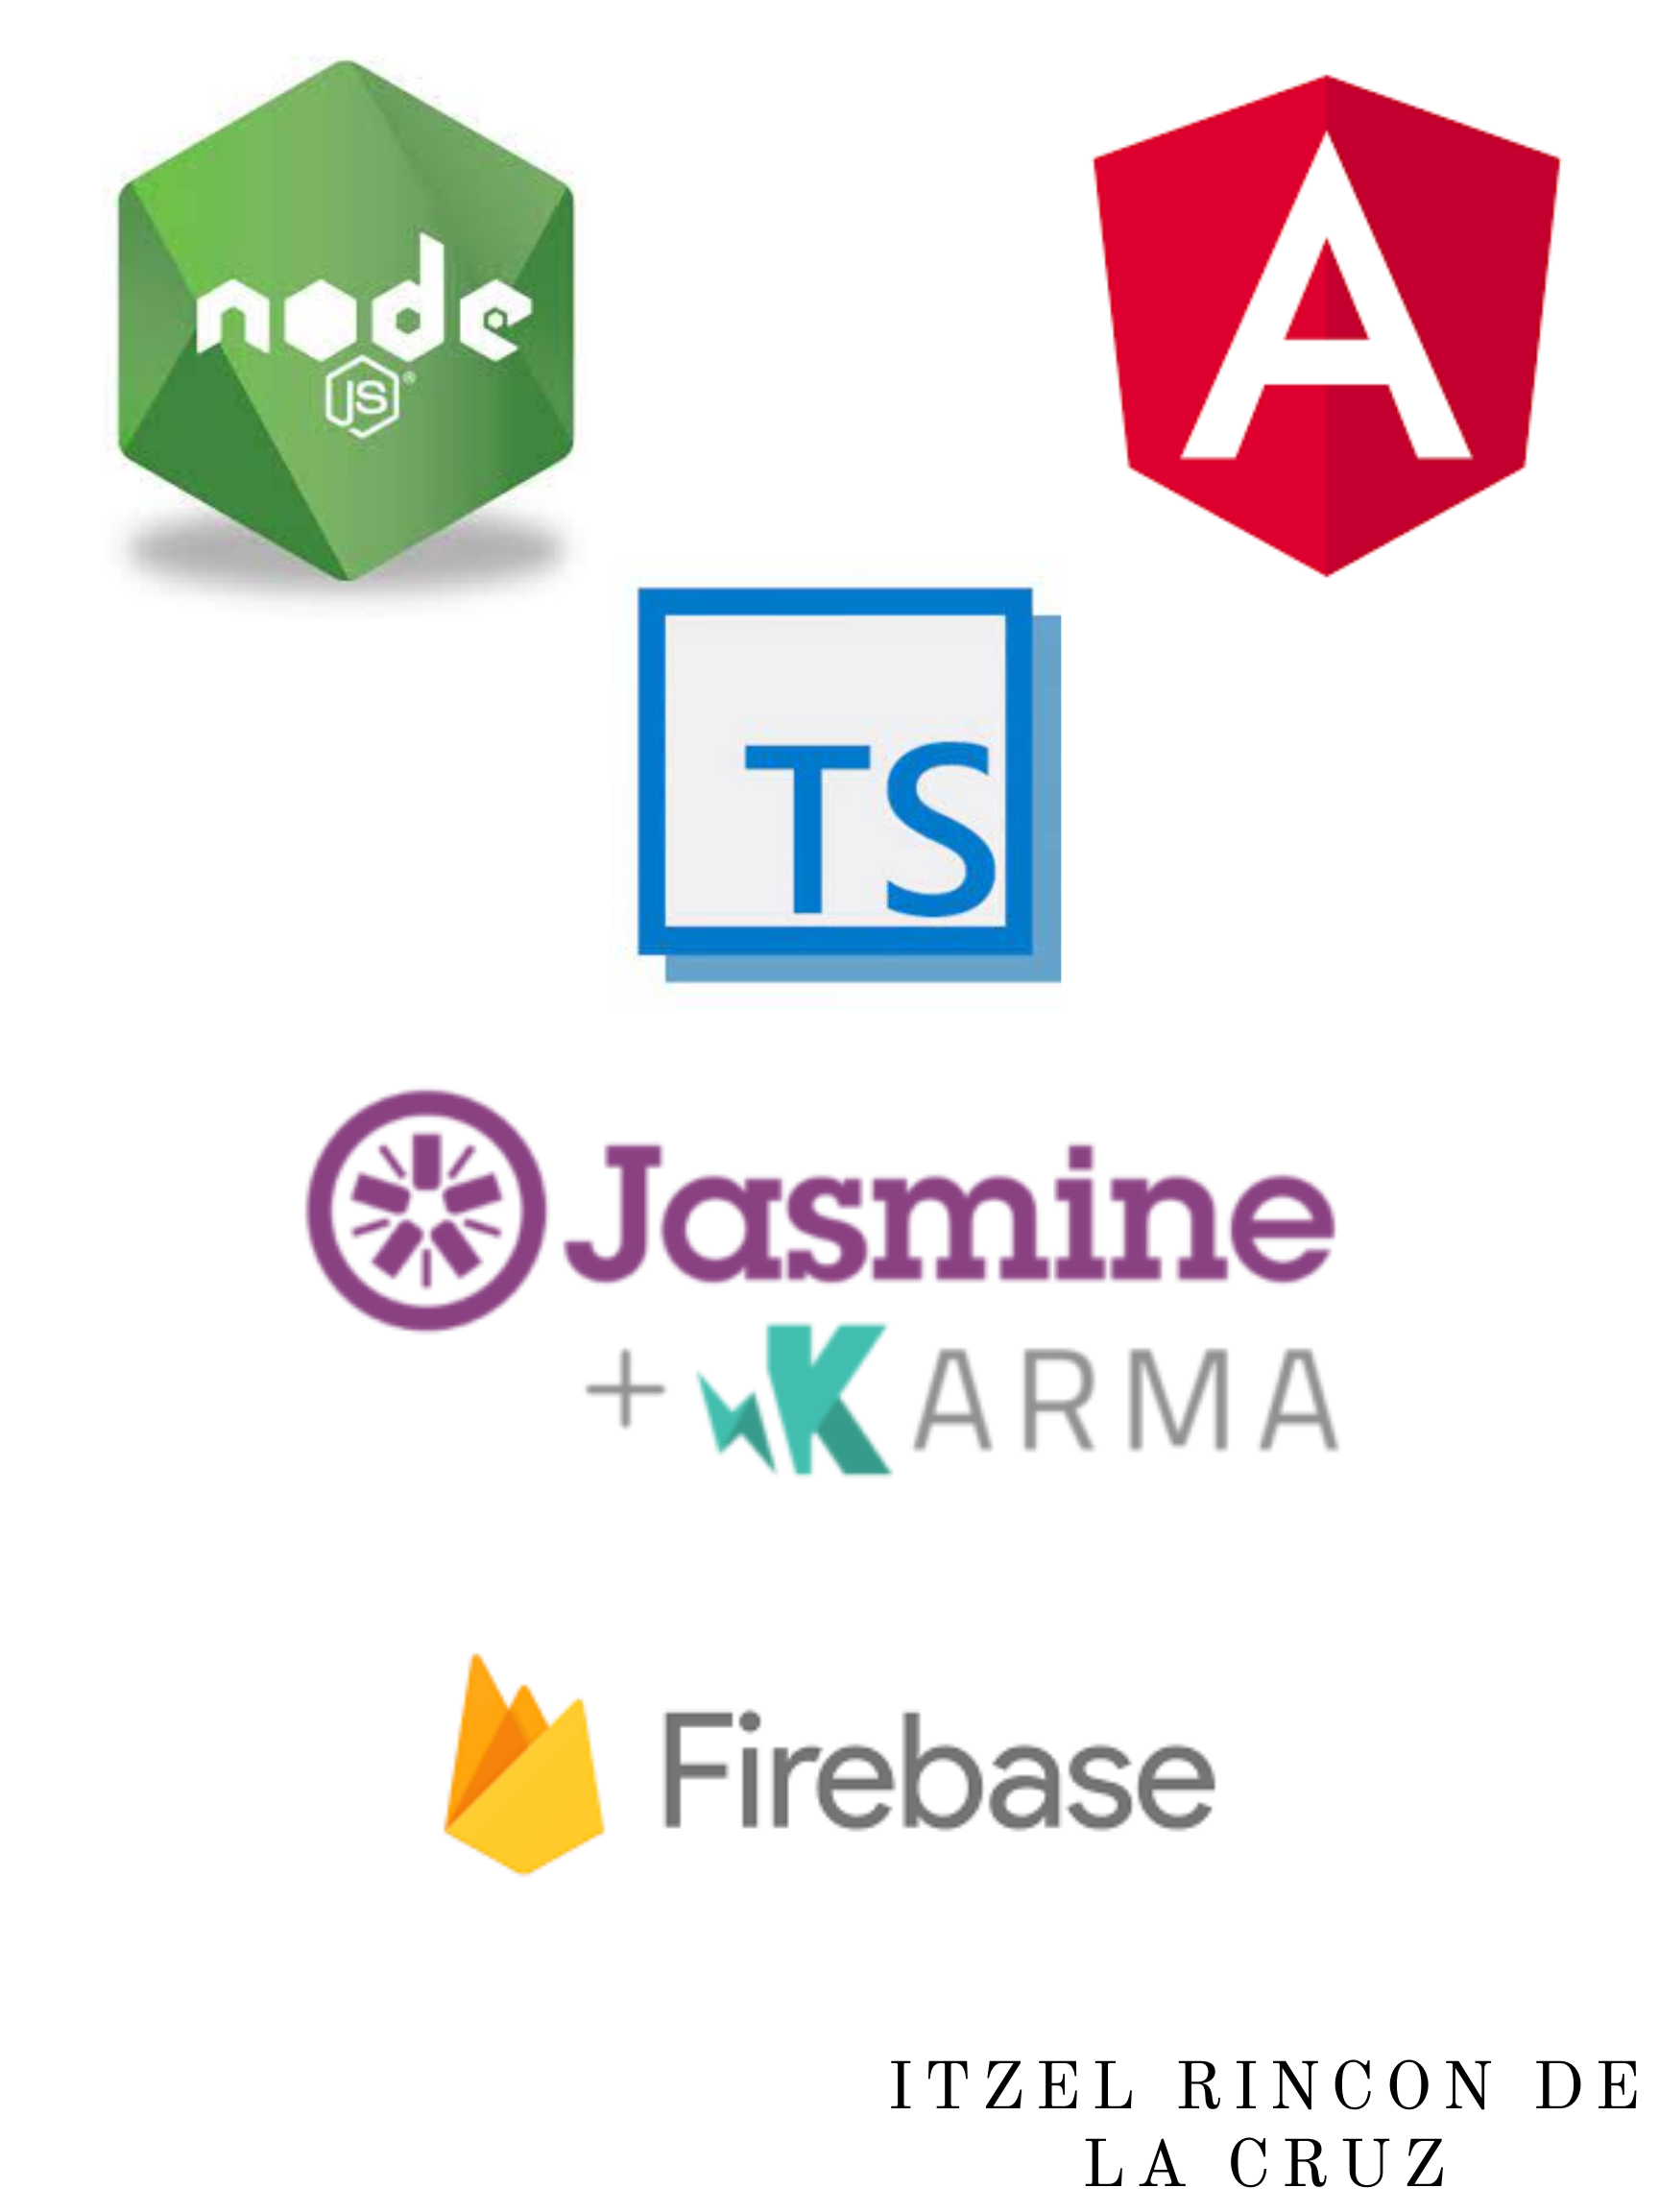 node
JS®
A
TS
Jasmine
+ KARMA
Firebase
ITZEL RINCON DE
LA CRUZ